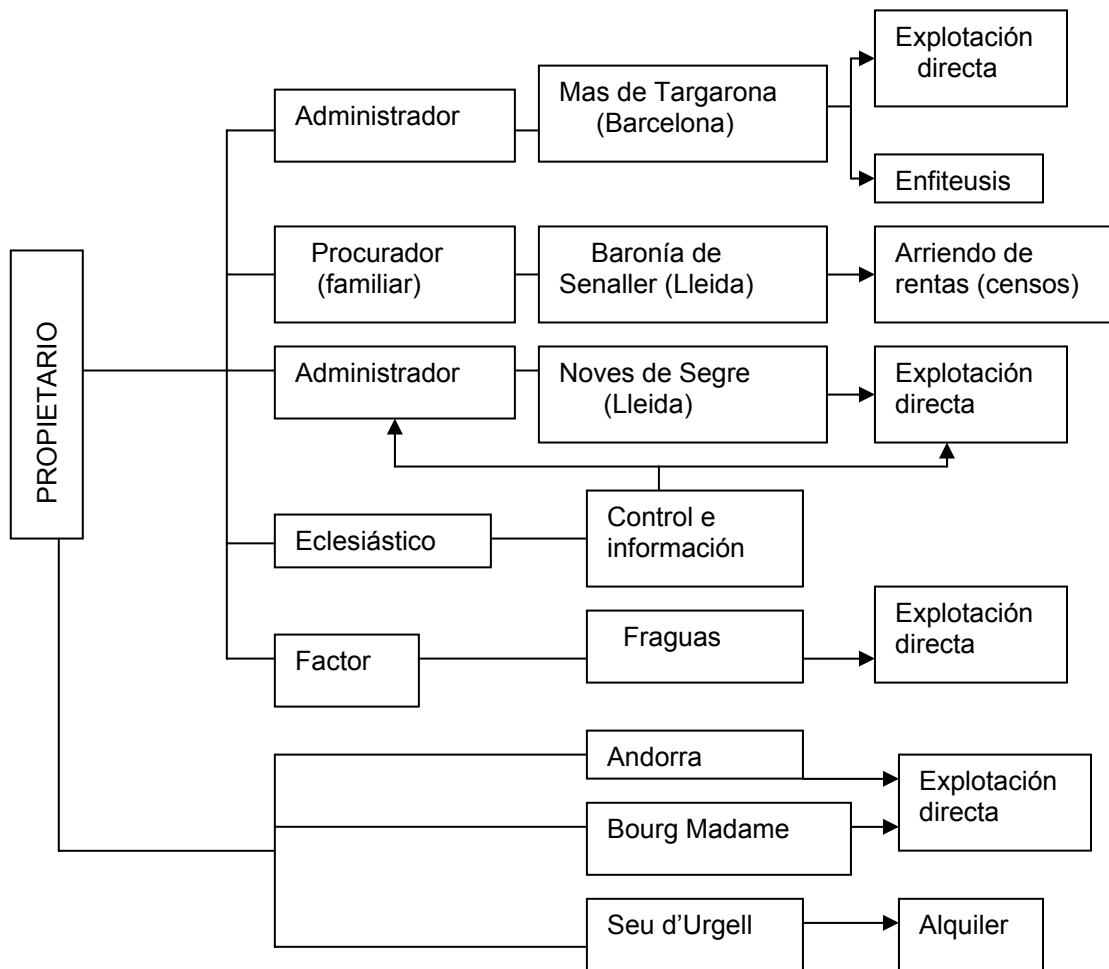 Explotación
directa
Administrador
Mas de Targarona
(Barcelona)
Enfiteusis
PROPIETARIO
Procurador
(familiar)
Baronía de
Senaller (Lleida)
Arriendo de
rentas (censos)
Administrador
Noves de Segre
(Lleida)
Explotación
directa
Eclesiástico
Control e
información
Factor
Fraguas
Explotación
directa
Andorra
Bourg Madame
Explotación
directa
Seu d’Urgell
Alquiler